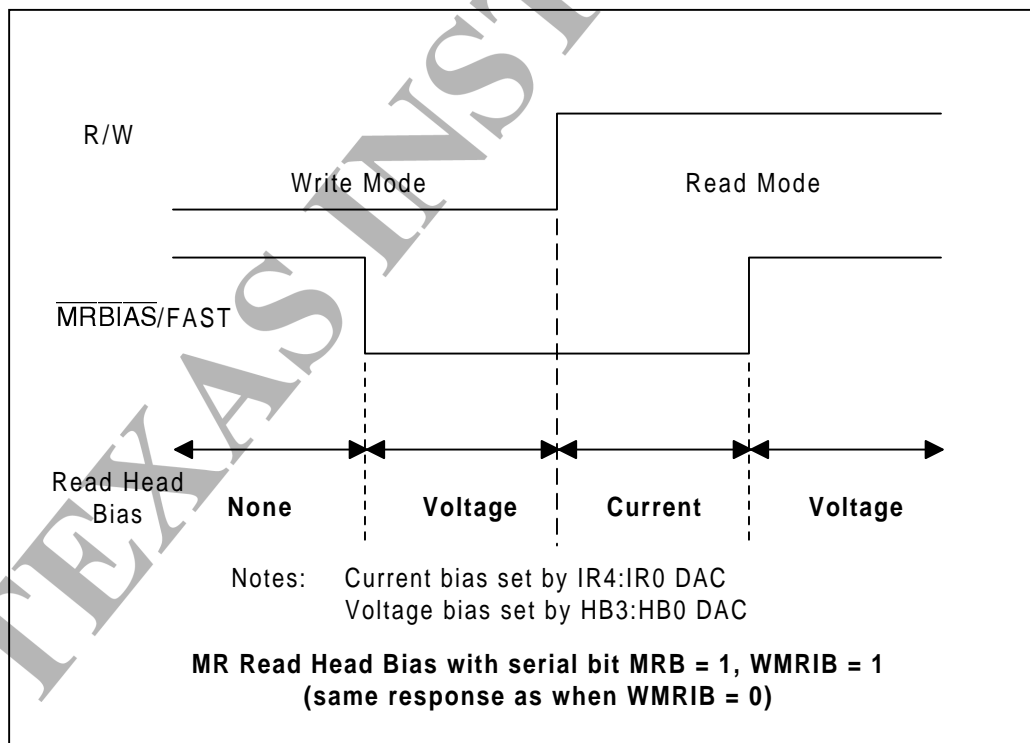 TEXAS INST
R/W
Write Mode
Read Mode
MRBIAS/FAST
Read Head
Bias
None
Voltage
Current
Voltage
Notes: Current bias set by IR4:IR0 DAC
Voltage bias set by HB3:HB0 DAC
MR Read Head Bias with serial bit MRB = 1, WMRIB = 1
(same response as when WMRIB = 0)